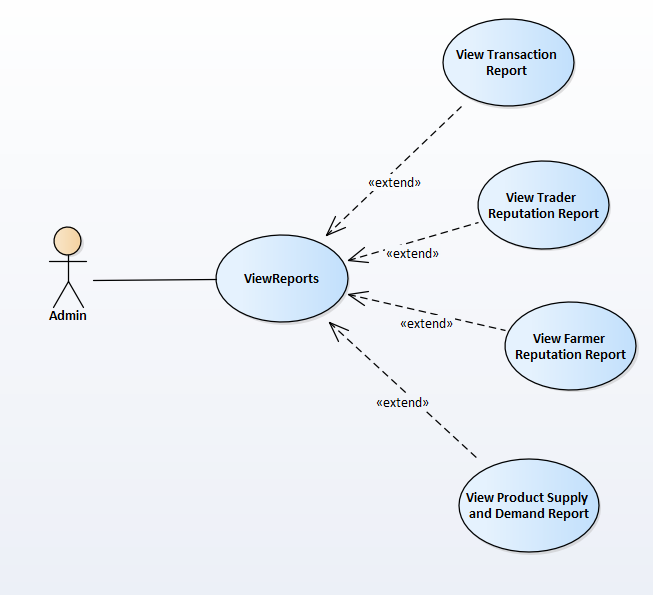 View Transaction
Report
«extend»
View Trader
Reputation Report
«extend»
ViewReports
Admin
«extend»
View Farmer
Reputation Report
«extend»
View Product Supply
and Demand Report